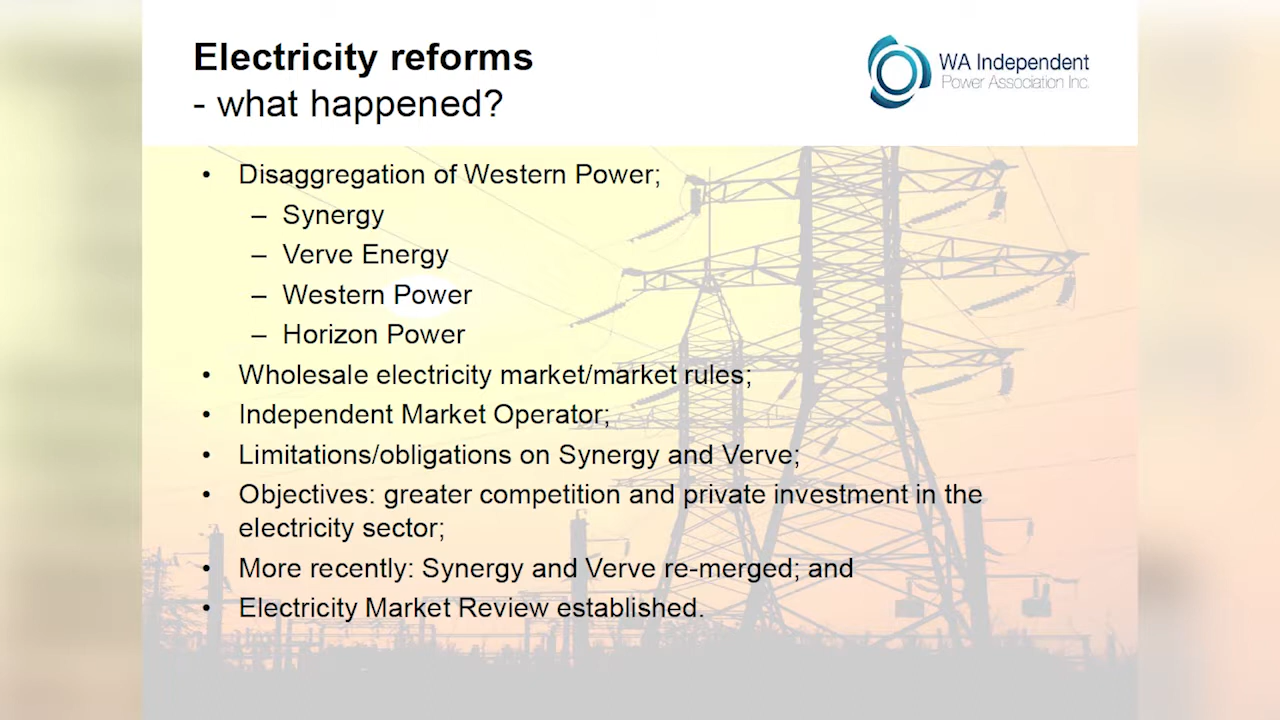 Electricity reforms
- what happened?
WA Independent
Power Association Inc.
• Disaggregation of Western Power;
– Synergy
– Verve Energy
– Western Power
– Horizon Power
• Wholesale electricity market/market rules;
• Independent Market Operator;
• Limitations/obligations on Synergy and Verve;
• Objectives: greater competition and private investment in the
electricity sector;
• More recently: Synergy and Verve re-merged; and
• Electricity Market Review established.